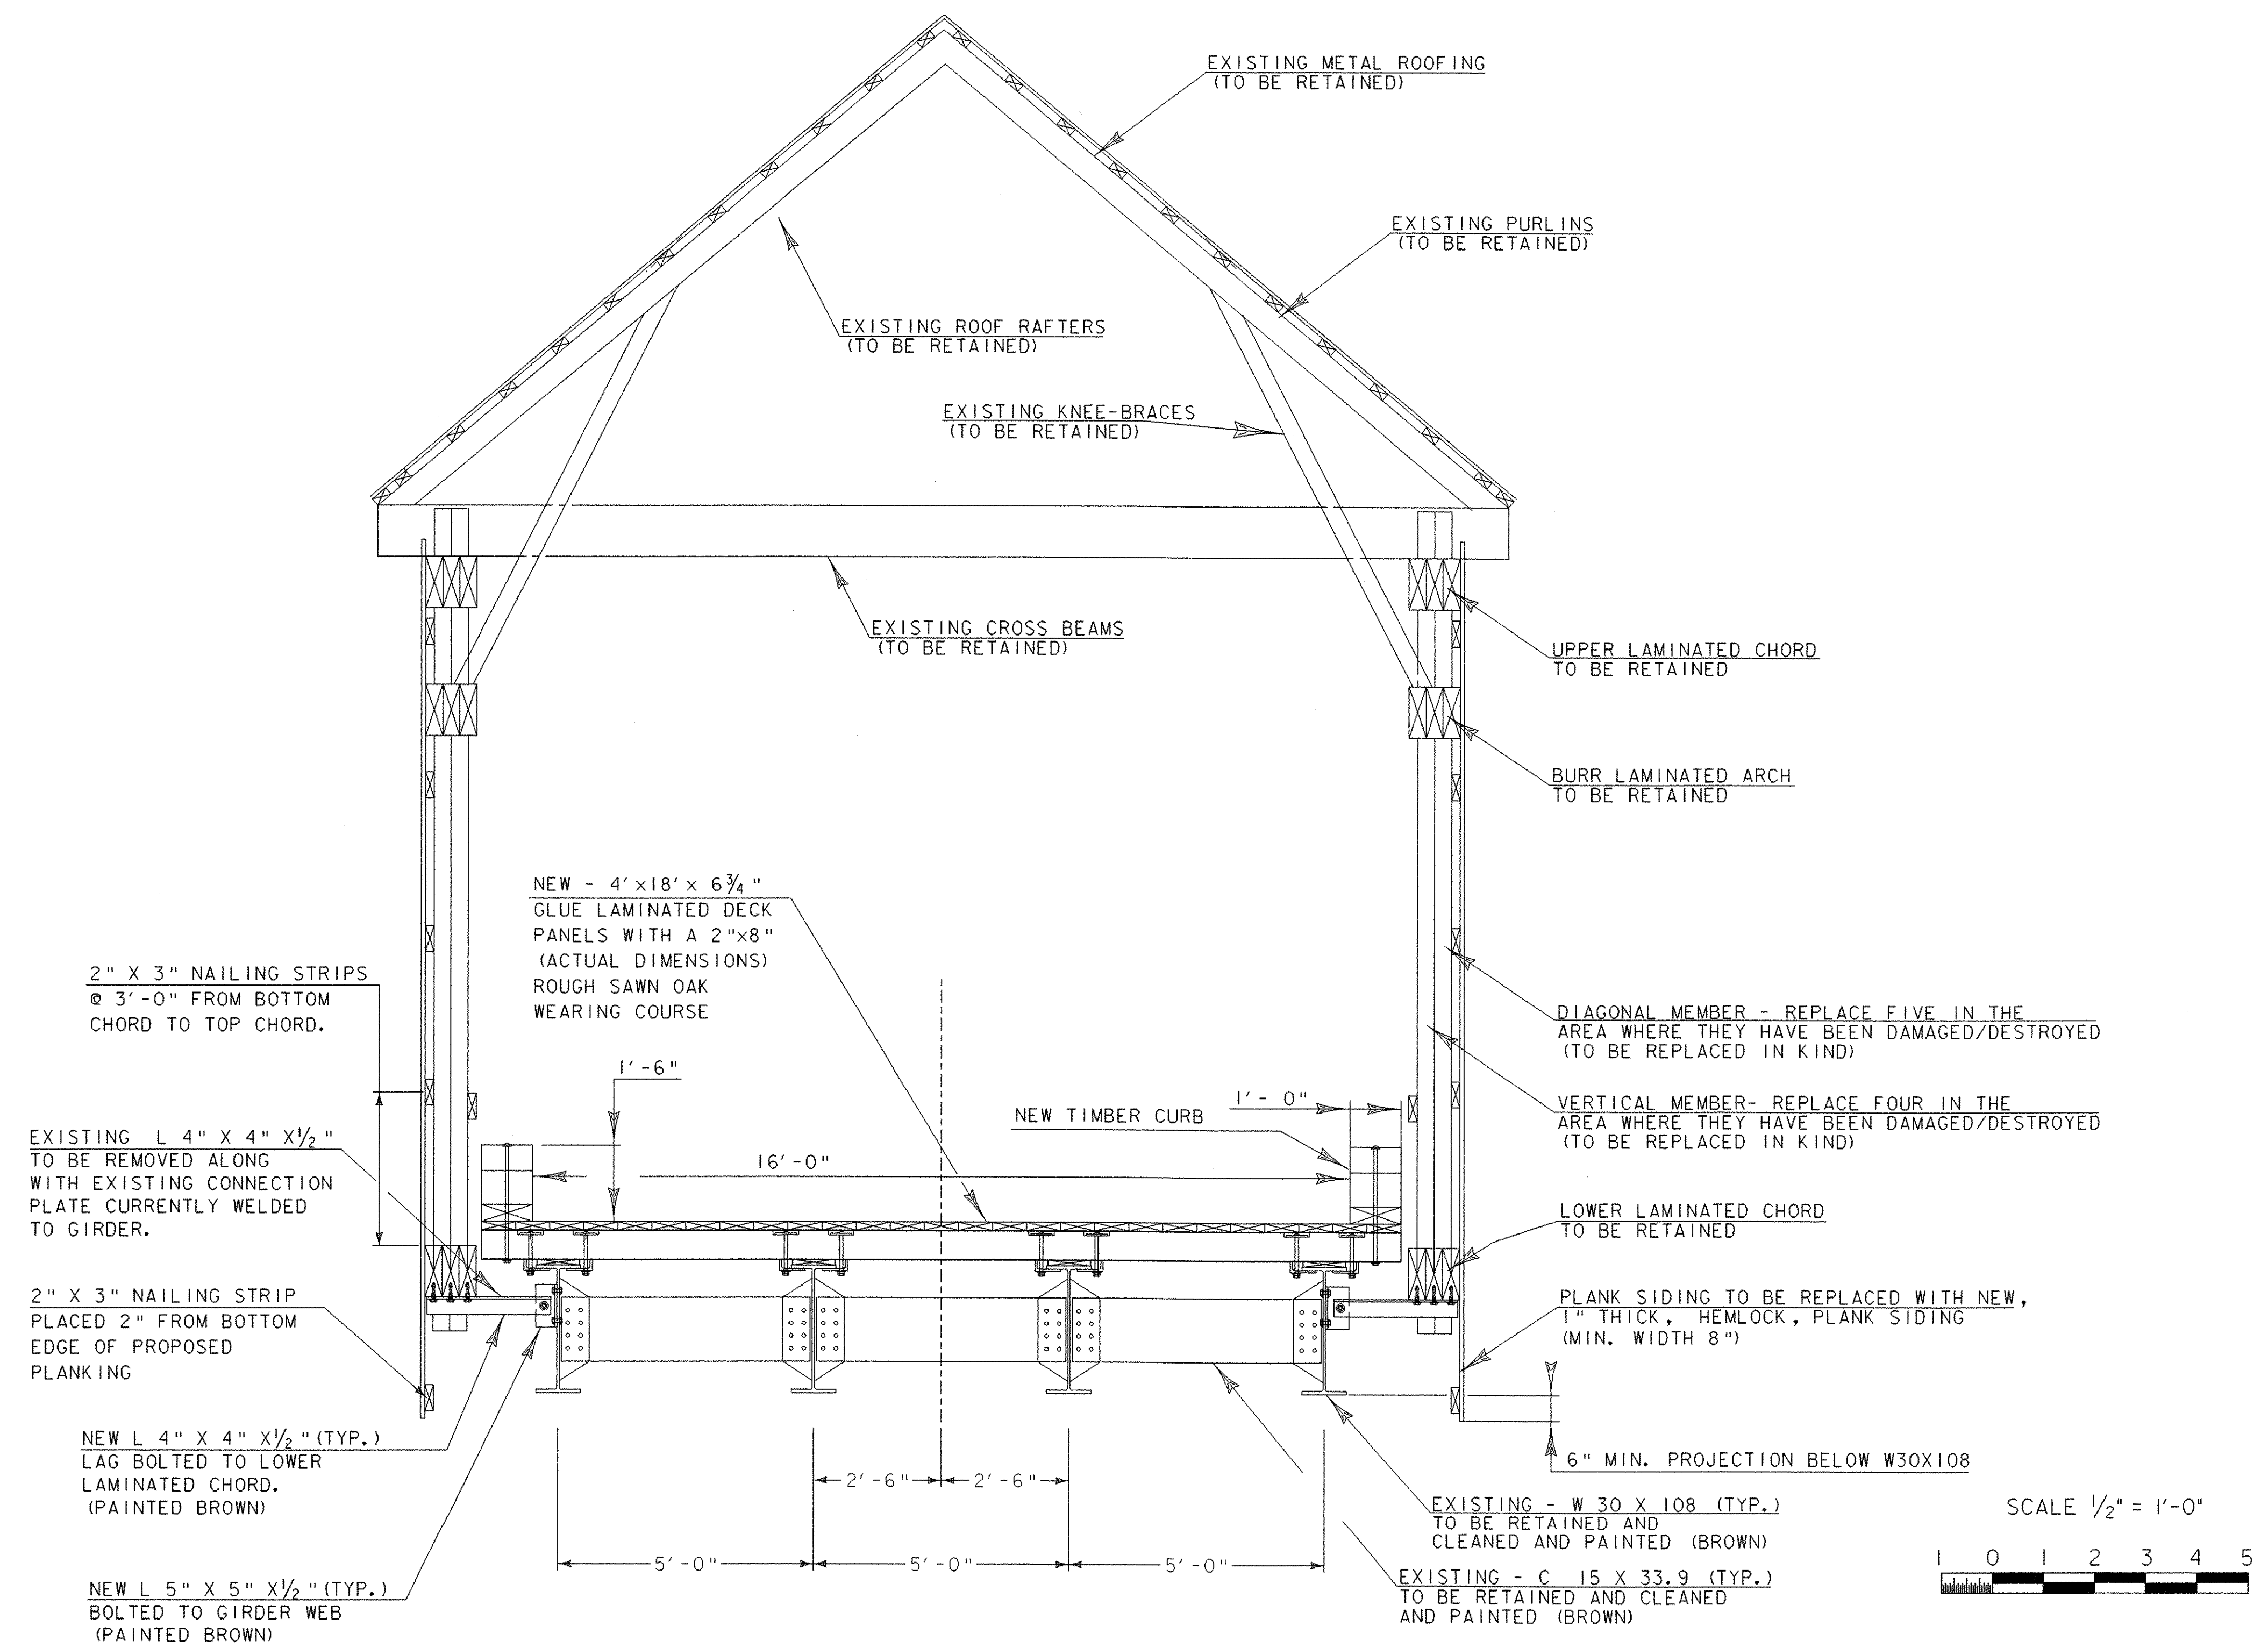 EXISTING METAL ROOFING
(TO BE RETAINED)
EXISTING PURLINS
(TO BE RETAINED)
EXISTING ROOF RAFTERS
(TO BE RETAINED)
EXISTING KNEE-BRACES
(TO BE RETAINED)
EXISTING CROSS BEAMS
(TO BE RETAINED)
UPPER LAMINATED CHORD
TO BE RETAINED
BURR LAMINATED ARCH
TO BE RETAINED
NEW - 4'x18'x 6¾"
GLUE LAMINATED DECK
PANELS WITH A 2"x8"
(ACTUAL DIMENSIONS)
ROUGH SAWN OAK
WEARING COURSE
2" X 3" NAILING STRIPS
@ 3'-0" FROM BOTTOM
CHORD TO TOP CHORD.
DIAGONAL MEMBER - REPLACE FIVE IN THE
AREA WHERE THEY HAVE BEEN DAMAGED/DESTROYED
(TO BE REPLACED IN KIND)
1'-6"
1'- 0"
NEW TIMBER CURB
VERTICAL MEMBER- REPLACE FOUR IN THE
AREA WHERE THEY HAVE BEEN DAMAGED/DESTROYED
(TO BE REPLACED IN KIND)
EXISTING L 4" X 4" X½"
TO BE REMOVED ALONG
WITH EXISTING CONNECTION
PLATE CURRENTLY WELDED
TO GIRDER.
16'-0"
LOWER LAMINATED CHORD
TO BE RETAINED
2" X 3" NAILING STRIP
PLACED 2" FROM BOTTOM
EDGE OF PROPOSED
PLANKING
PLANK SIDING TO BE REPLACED WITH NEW,
1" THICK, HEMLOCK, PLANK SIDING
(MIN. WIDTH 8")
NEW L 4" X 4" X½"(TYP.)
LAG BOLTED TO LOWER
LAMINATED CHORD.
(PAINTED BROWN)
2'-6"
2'-6"
6" MIN. PROJECTION BELOW W30X108
EXISTING - W 30 X 108 (TYP.)
TO BE RETAINED AND
CLEANED AND PAINTED (BROWN)
SCALE ½" = 1'-0"
5'-0"
5'-0"
5'-0"
1 0 1 2 3 4 5
NEW L 5" X 5" X½"(TYP.)
BOLTED TO GIRDER WEB
(PAINTED BROWN)
EXISTING - C 15 X 33.9 (TYP.)
TO BE RETAINED AND CLEANED
AND PAINTED (BROWN)